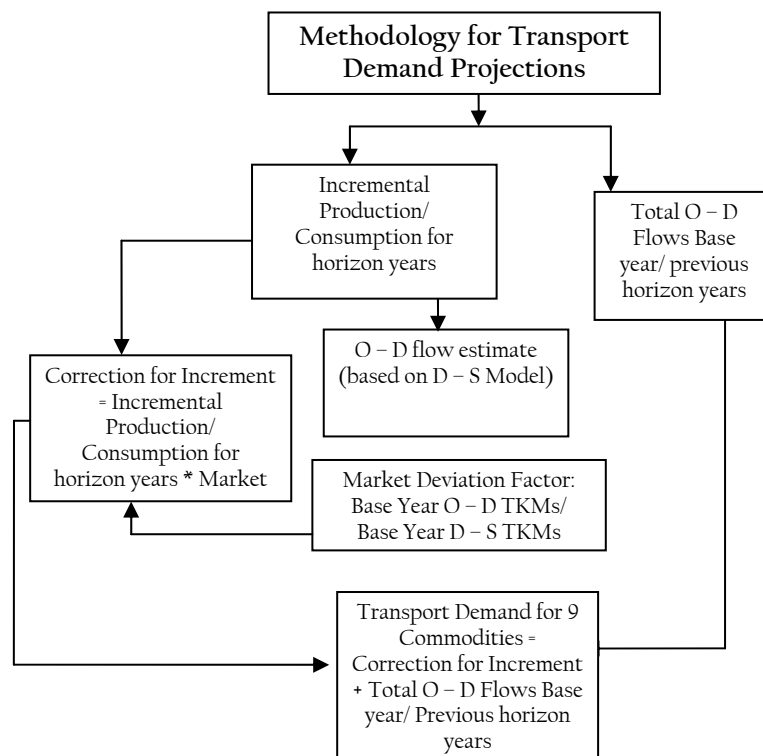 Methodology for Transport
Demand Projections
Incremental
Production/
Consumption for
horizon years
Total O – D
Flows Base
year/ previous
horizon years
O – D flow estimate
(based on D – S Model)
Correction for Increment
= Incremental
Production/
Consumption for
horizon years * Market
Market Deviation Factor:
Base Year O – D TKMs/
Base Year D – S TKMs
Transport Demand for 9
Commodities =
Correction for Increment
+ Total O – D Flows Base
year/ Previous horizon
years